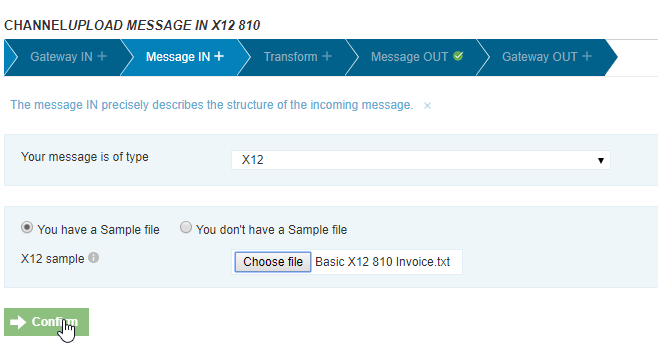 CHANNELUPLOAD MESSAGE IN X12 810
Gateway IN + Message IN + Transform + Message OUT Gateway OUT +
The message IN precisely describes the structure of the incoming message. ×
Your message is of type X12
You have a Sample file You don't have a Sample file
X12 sample Choose file Basic X12 810 Invoice.txt
Confirm